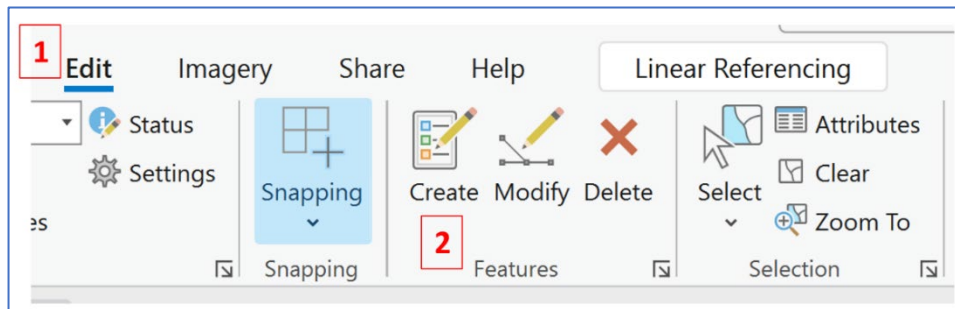 1
Edit Imagery Share Help Linear Referencing
Status
Settings
es
Snapping
Create Modify Delete
2
Select
Attributes
Clear
Zoom To
Snapping Features Selection